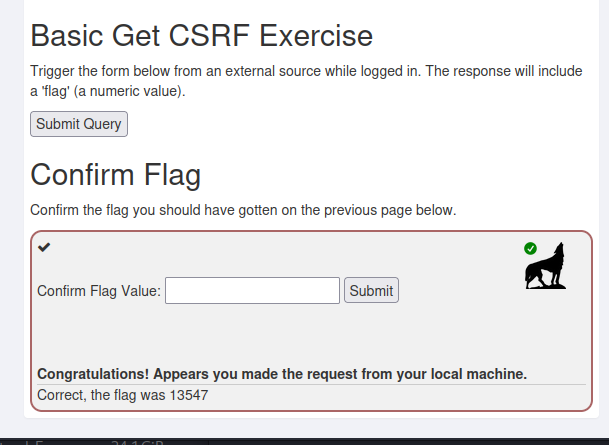 Basic Get CSRF Exercise
Trigger the form below from an external source while logged in. The response will include
a 'flag' (a numeric value).
Submit Query
Confirm Flag
Confirm the flag you should have gotten on the previous page below.
Confirm Flag Value:
Submit
Congratulations! Appears you made the request from your local machine.
Correct, the flag was 13547